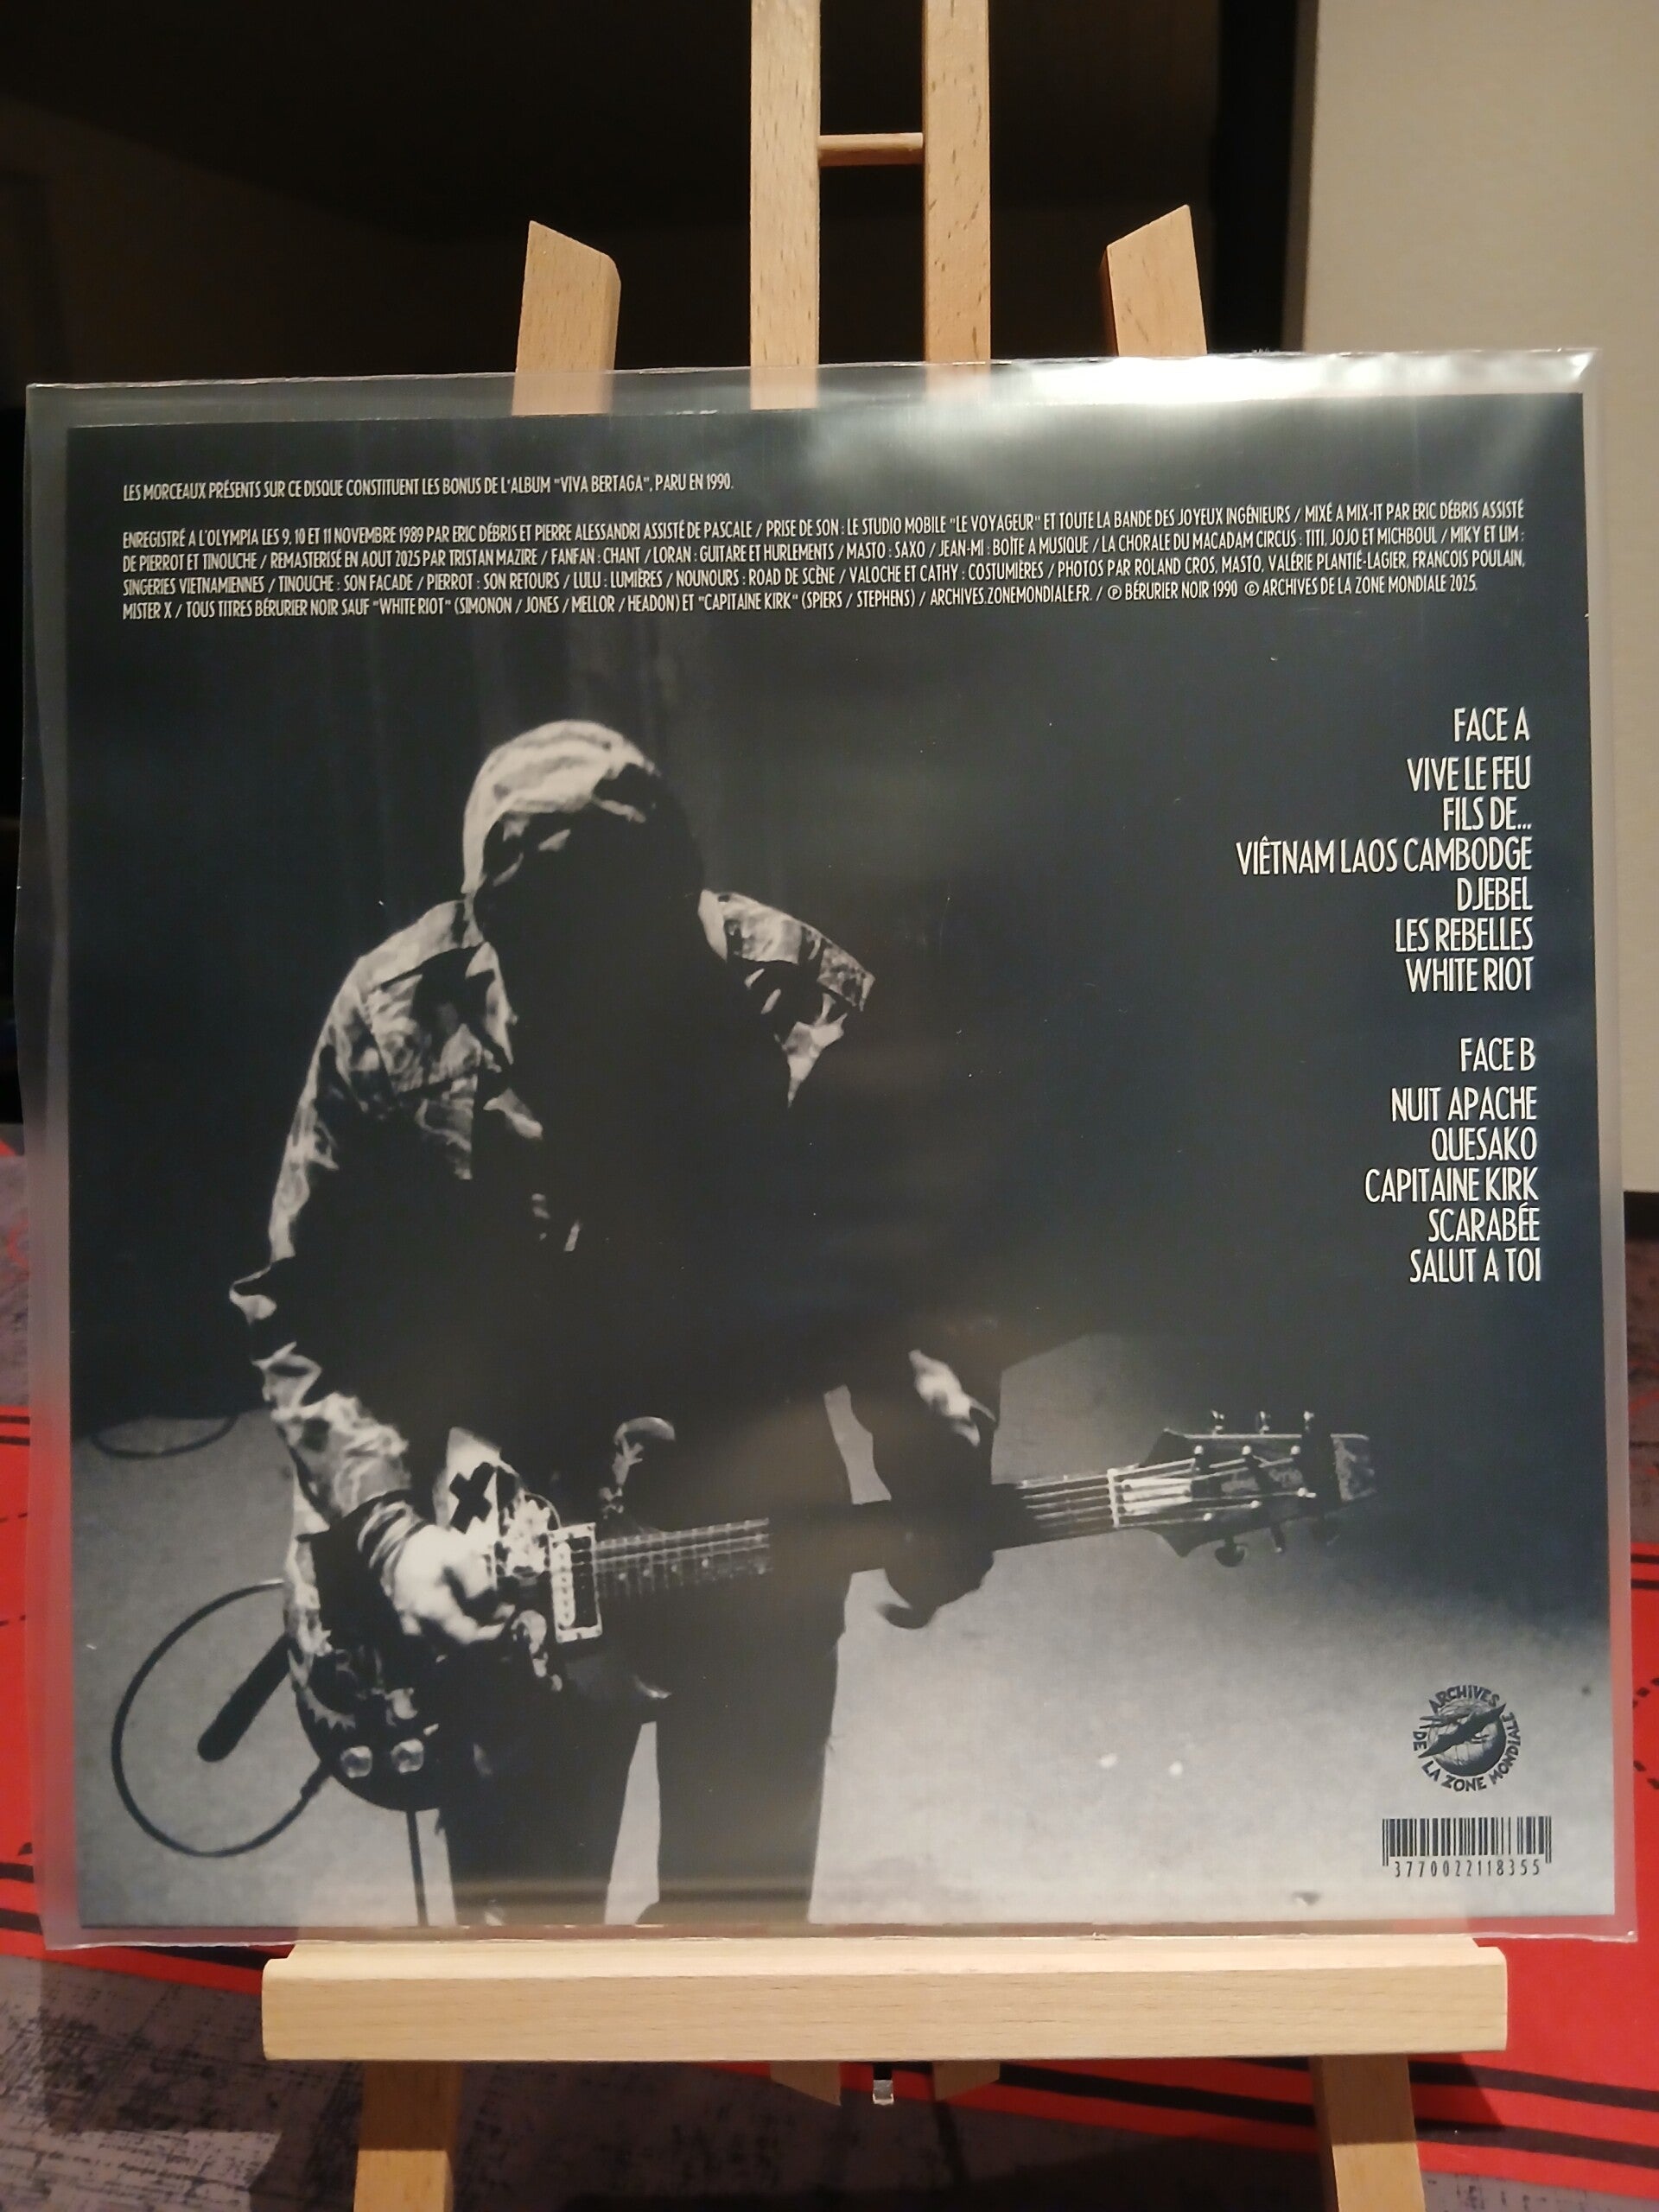 LES MORCEAUX PRÉSENTS SUR CE DISQUE CONSTITUENT LES BONUS DE L'ALBUM "VIVA BERTAGA", PARU EN 1990.
ENREGISTRÉ A L'OLYMPIA LES 9, 10 ET 11 NOVEMBRE 1989 PAR ERIC DÉBRIS ET PIERRE ALESSANDRI ASSISTÉ DE PASCALE / PRISE DE SON : LE STUDIO MOBILE "LE VOYAGEUR" ET TOUTE LA BANDE DES JOYEUX INGÉNIEURS / MIXÉ A MIX-IT PAR ERIC DÉBRIS ASSISTÉ
DE PIERROT ET TINOUCHE / REMASTERISÉ EN AOUT 2025 PAR TRISTAN MAZIRE / FANFAN : CHANT / LORAN : GUITARE ET HURLEMENTS / MASTO : SAXO / JEAN-MI : BOÎTE A MUSIQUE / LA CHORALE DU MACADAM CIRCUS : TITI, JOJO ET MICHBOUL / MIKY ET LIM :
SINGERIES VIETNAMIENNES / TINOUCHE : SON FACADE / PIERROT : SON RETOURS / LULU : LUMIÈRES / NOUNOURS : ROAD DE SCÈNE / VALOCHE ET CATHY : COSTUMIÈRES / PHOTOS PAR ROLAND CROS, MASTO, VALÉRIE PLANTIÉ-LAGIER, FRANCOIS POULAIN,
MISTER X / TOUS TITRES BÉRURIER NOIR SAUF "WHITE RIOT" (SIMONON / JONES / MELLOR / HEADON) ET "CAPITAINE KIRK" (SPIERS / STEPHENS) / ARCHIVES.ZONEMONDIALE.FR. / ℗ BÉRURIER NOIR 1990 © ARCHIVES DE LA ZONE MONDIALE 2025.
FACE A
VIVE LE FEU
FILS DE...
VIÊTNAM LAOS CAMBODGE
DJEBEL
LES REBELLES
WHITE RIOT
FACE B
NUIT APACHE
QUESAKO
CAPITAINE KIRK
SCARABÉE
SALUT A TOI
ARCHIVES DE LA ZONE MONDIALE
3770022118355